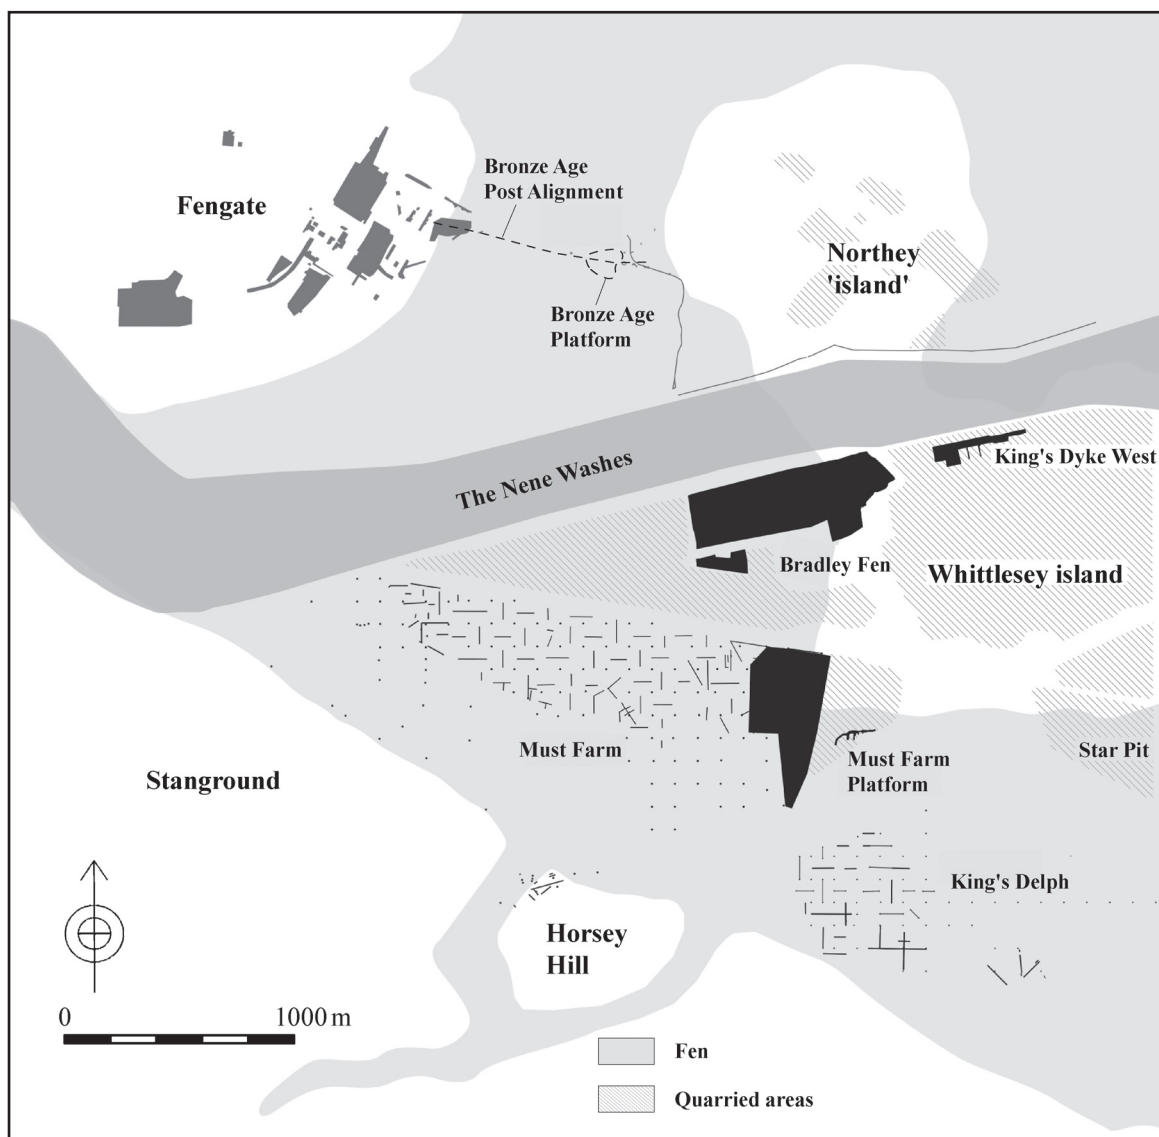 Bronze Age
Post Alignment
Fengate
Northey
'island'
Bronze Age
Platform
King's Dyke West
The Nene Washes
Bradley Fen
Whittlesey island
Must Farm
Must Farm
Platform
Star Pit
Stanground
King's Delph
Horsey
Hill
0
1000 m
Fen
Quarried areas